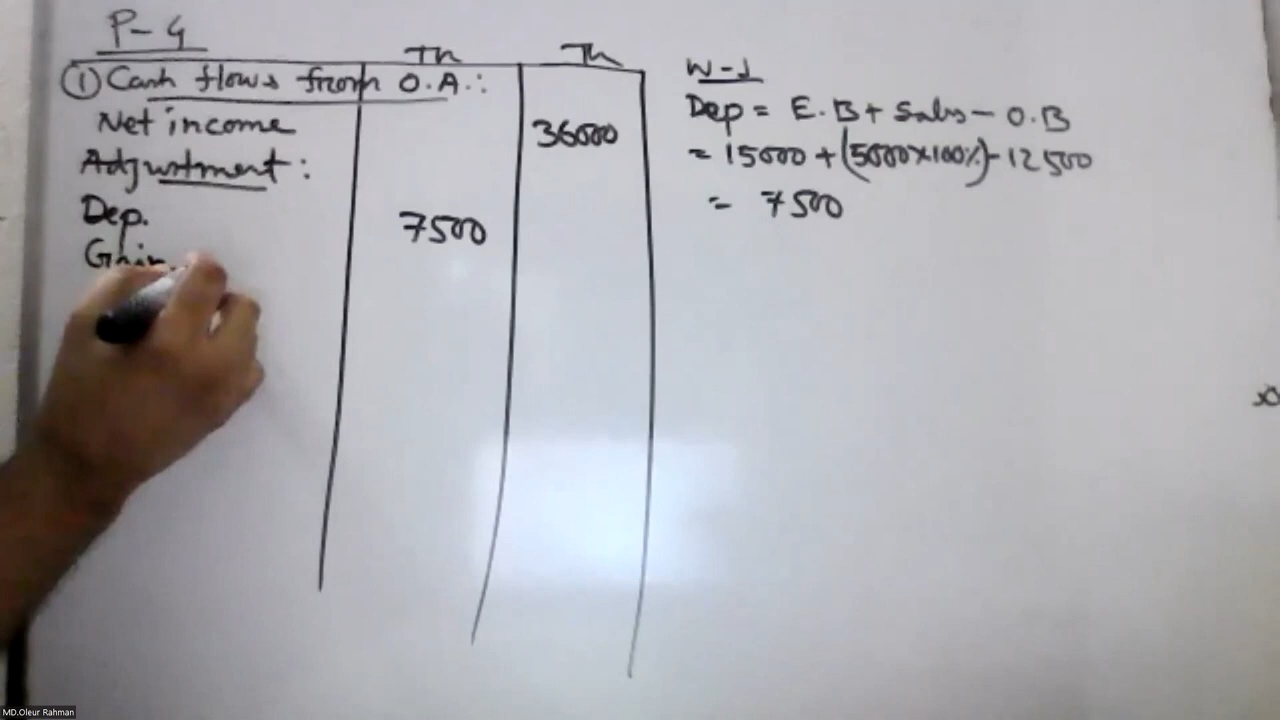 P-4
Tk Tk
① Cash flows from O.A.:
Net income 36000
Adjustment:
Dep. 7500
Gain
W-1
Dep = E.B + Sales - O.B
= 15000 + (5000×100%) - 12500
= 7500
MD.Oleur Rahman